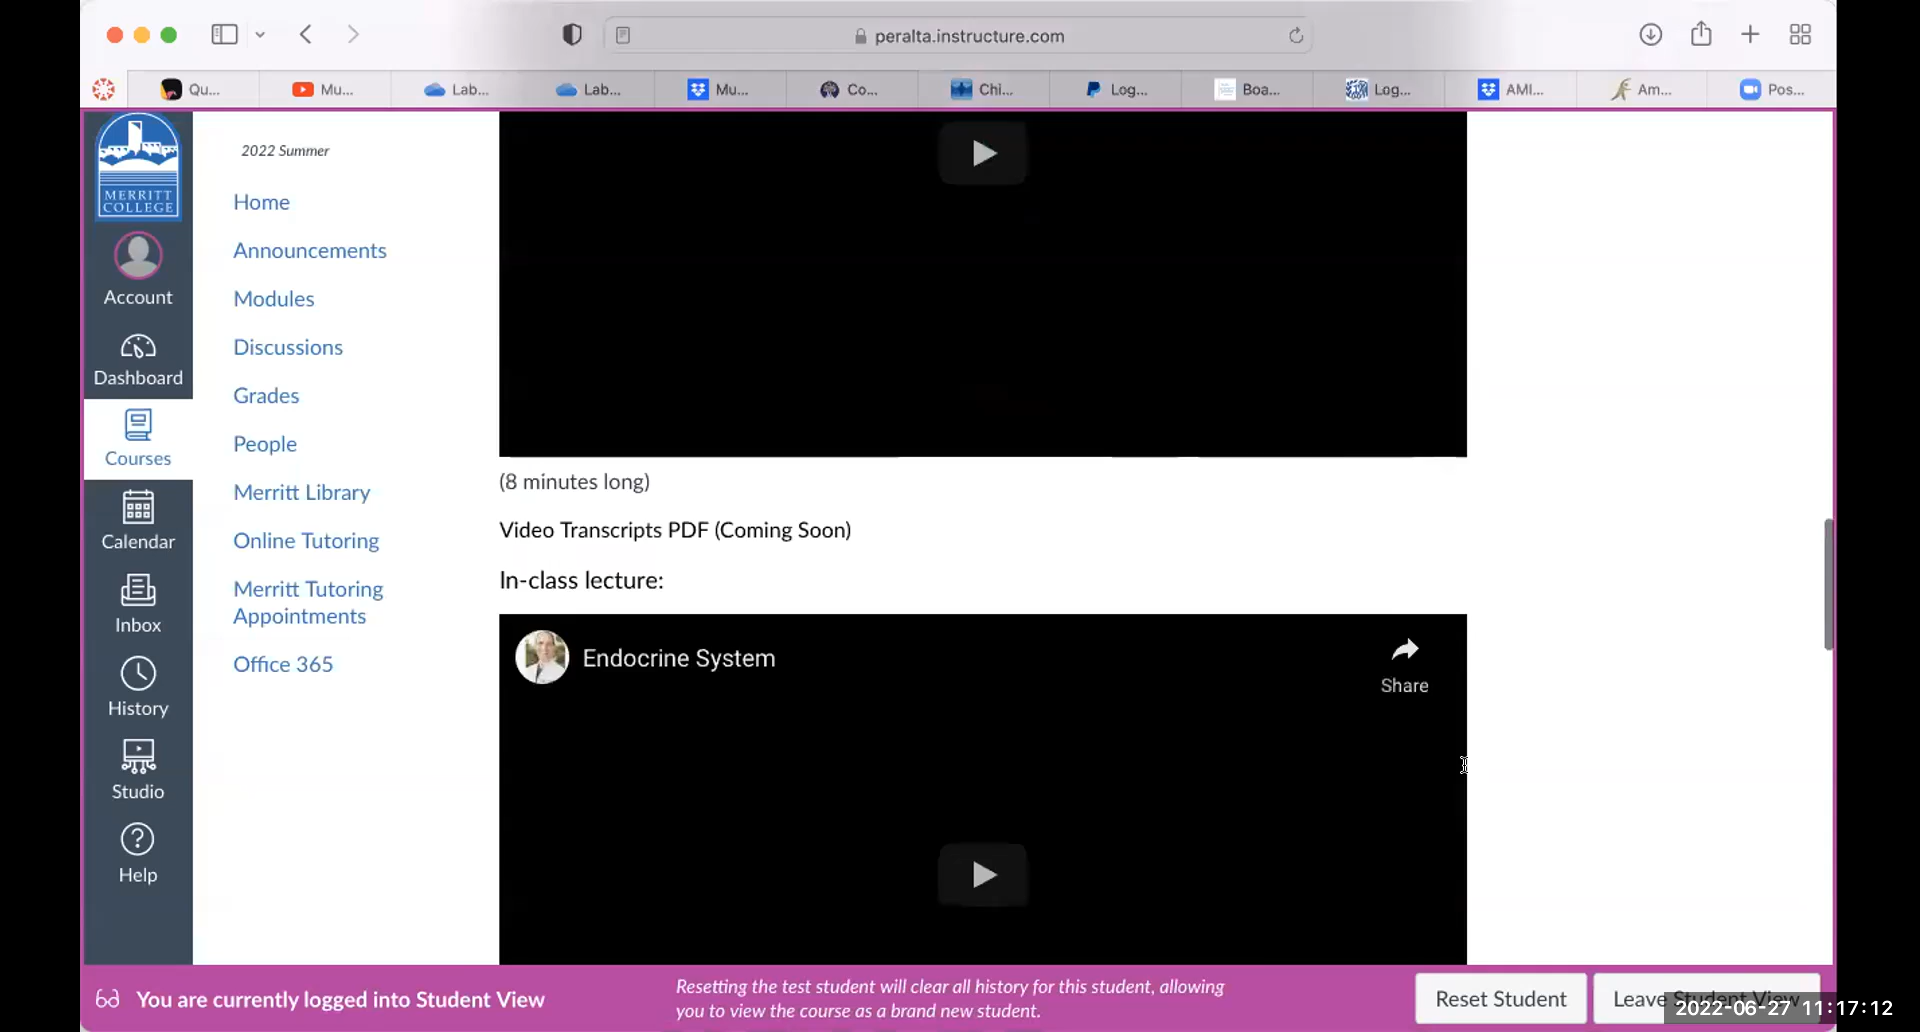 peralta.instructure.com
Qu...
Mu...
Lab...
Lab...
Mu...
Co...
Chi...
Log...
Boa...
Log...
AMI...
Am...
Pos...
MERRITT
COLLEGE
Account
Dashboard
Courses
Calendar
Inbox
History
Studio
Help
2022 Summer
Home
Announcements
Modules
Discussions
Grades
People
Merritt Library
Online Tutoring
Merritt Tutoring
Appointments
Office 365
(8 minutes long)
Video Transcripts PDF (Coming Soon)
In-class lecture:
Endocrine System
Share
You are currently logged into Student View
Resetting the test student will clear all history for this student, allowing
you to view the course as a brand new student.
Reset Student
Leave Student View
2022-06-27 11:17:12